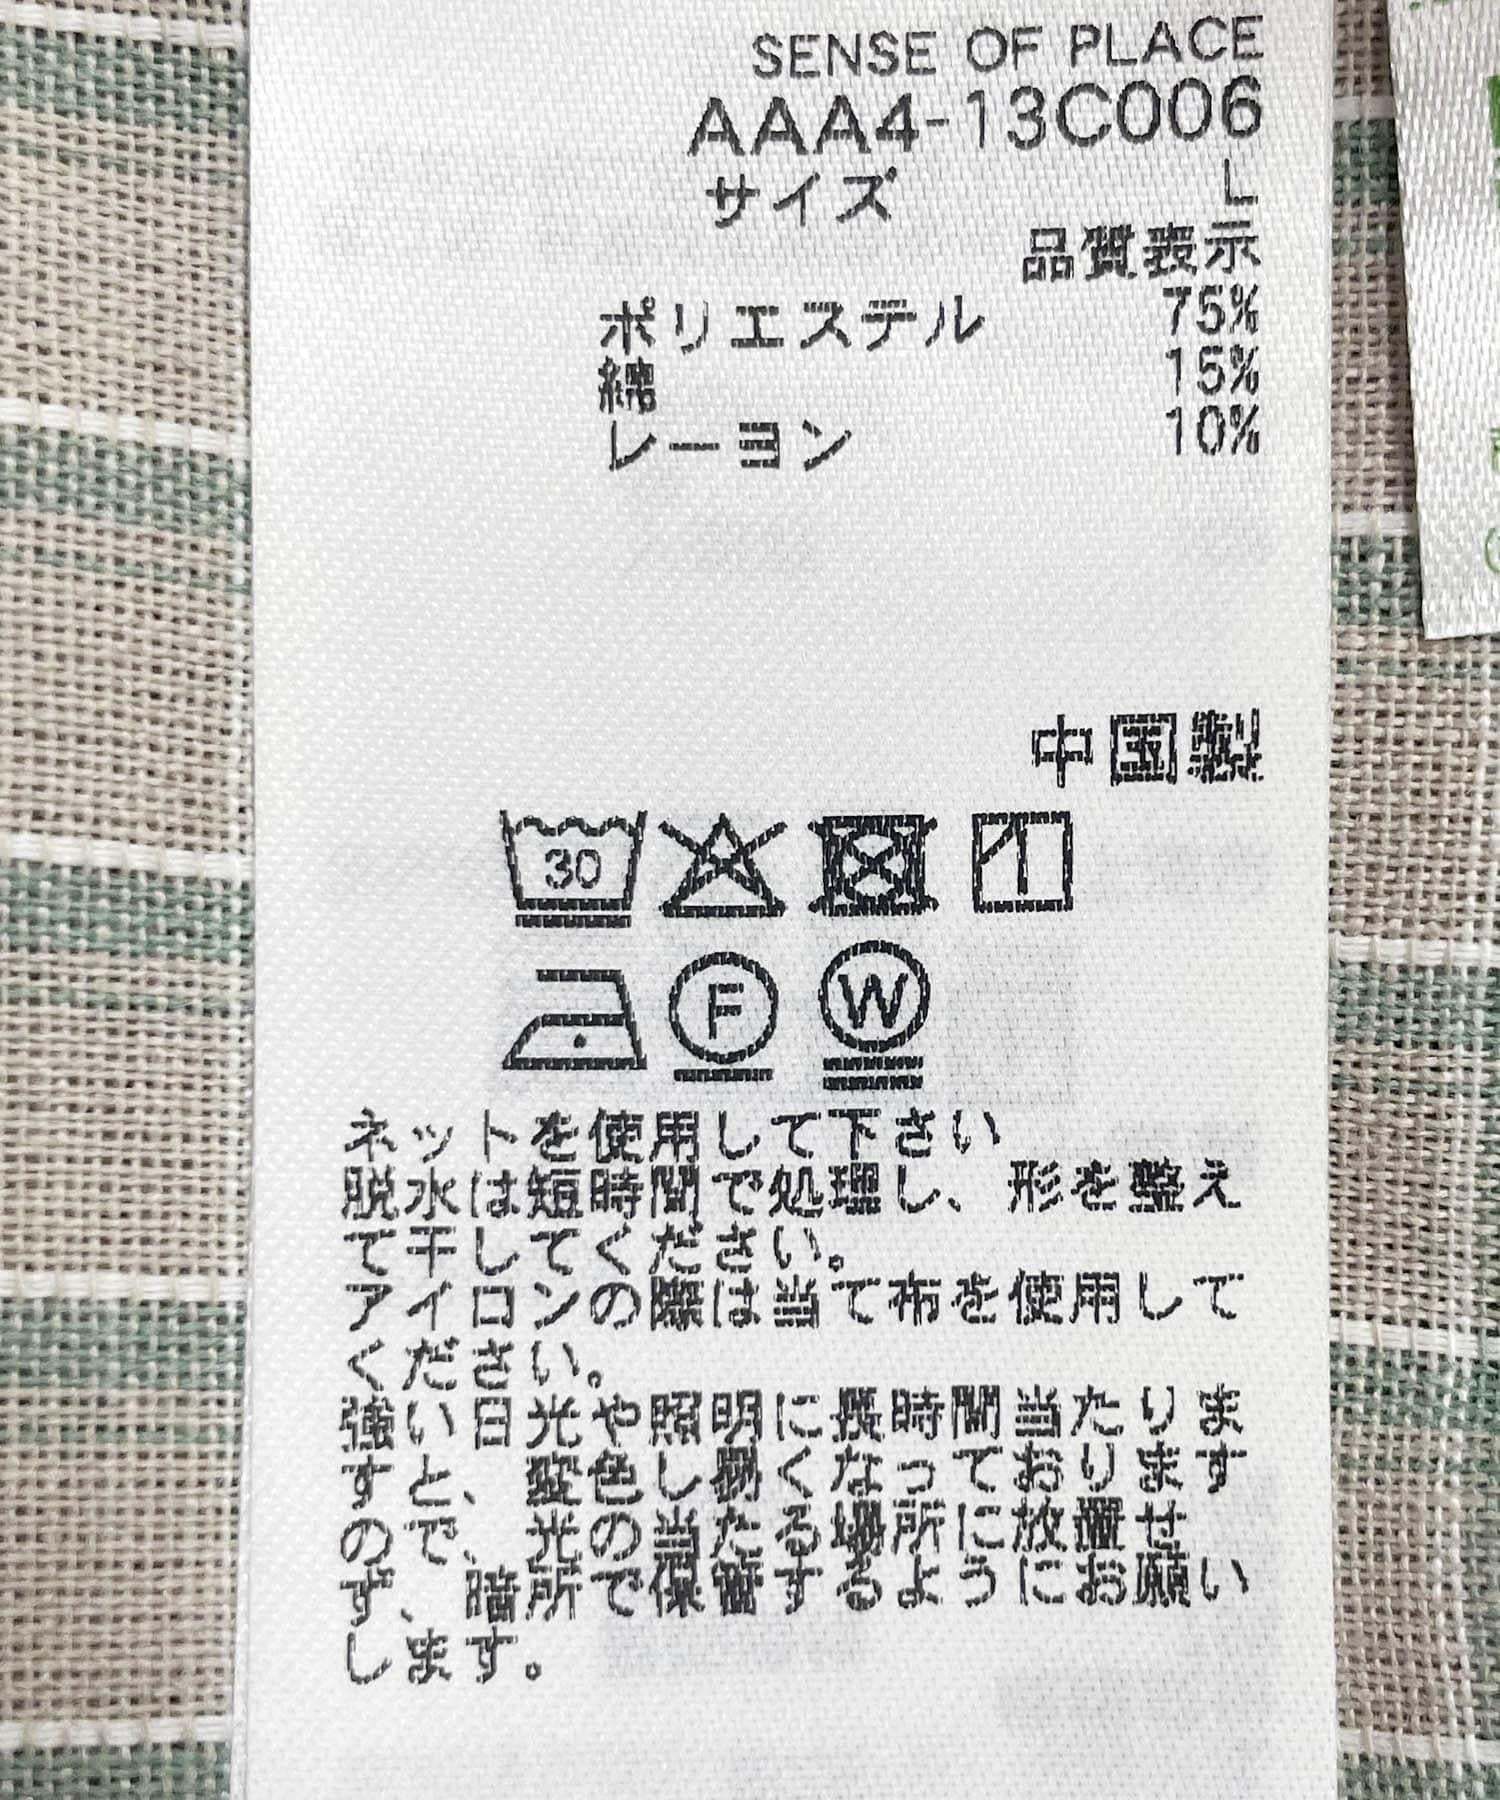 SENSE OF PLACE
AAA4-13C006
サイズ L
品質表示
ポリエステル 75%
綿 15%
レーヨン 10%
中国製
30
F W
ネットを使用して下さい
脱水は短時間で処理し、形を整え
て干してください。
アイロンの際は当て布を使用して
ください。
強い日光や照明に長時間当たりま
すと、変色し易くなっております
ので、光の当たる場所に放置せ
ず、暗所で保管するようにお願い
します。